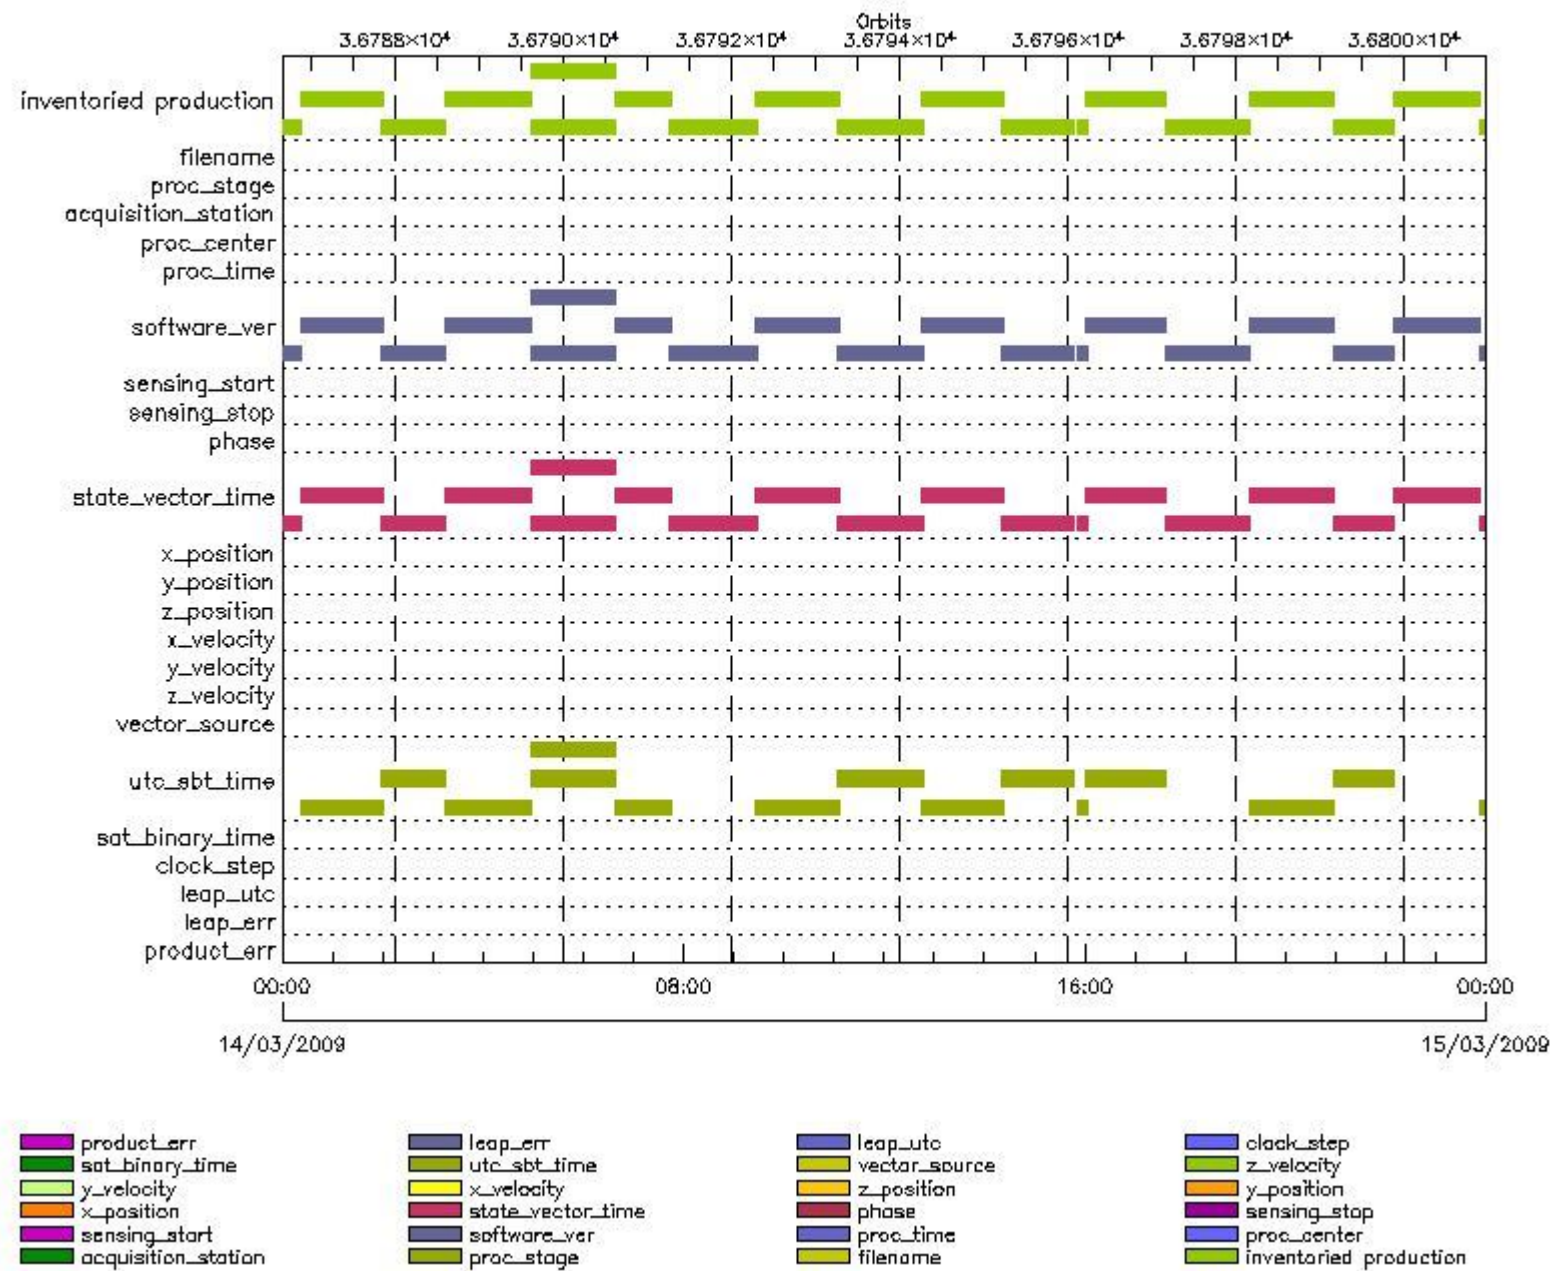 Orbits
3.6788×10⁴ 3.6790×10⁴ 3.6792×10⁴ 3.6794×10⁴ 3.6796×10⁴ 3.6798×10⁴ 3.6800×10⁴
inventoried production
filename
proc_stage
acquisition_station
proc_center
proc_time
software_ver
sensing_start
sensing_stop
phase
state_vector_time
x_position
y_position
z_position
x_velocity
y_velocity
z_velocity
vector_source
utc_sbt_time
sat_binary_time
clock_step
leap_utc
leap_err
product_err
00:00 08:00 16:00 00:00
14/03/2009 15/03/2009
product_err leap_err leap_utc clock_step
sat_binary_time utc_sbt_time vector_source z_velocity
y_velocity x_velocity z_position y_position
x_position state_vector_time phase sensing_stop
sensing_start software_ver proc_time proc_center
acquisition_station proc_stage filename inventoried production